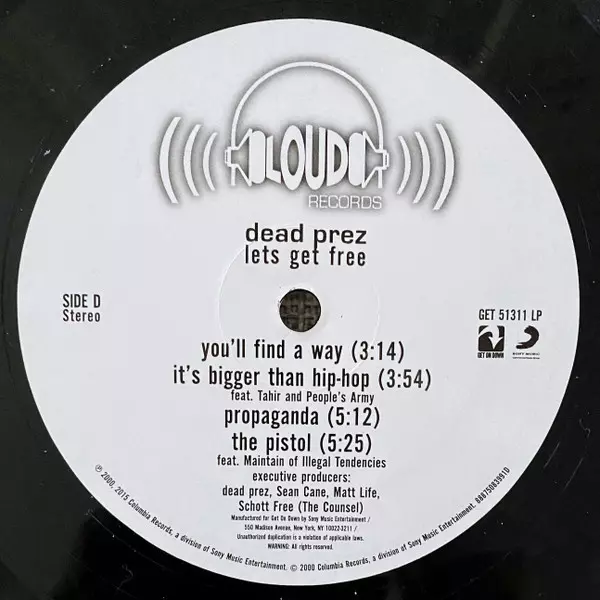 LOUD
RECORDS
dead prez
lets get free
SIDE D
Stereo
GET 51311 LP
GET ON DOWN
SONY MUSIC
you'll find a way (3:14)
it's bigger than hip-hop (3:54)
feat. Tahir and People's Army
propaganda (5:12)
the pistol (5:25)
feat. Maintain of Illegal Tendencies
executive producers:
dead prez, Sean Cane, Matt Life,
Schott Free (The Counsel)
Manufactured for Get On Down by Sony Music Entertainment /
550 Madison Avenue, New York, NY 10022-3211 /
Unauthorized duplication is a violation of applicable laws.
WARNING: All rights reserved.
℗ 2000, 2015 Columbia Records, a division of Sony Music Entertainment / © 2000 Columbia Records, a division of Sony Music Entertainment. 88875083991D